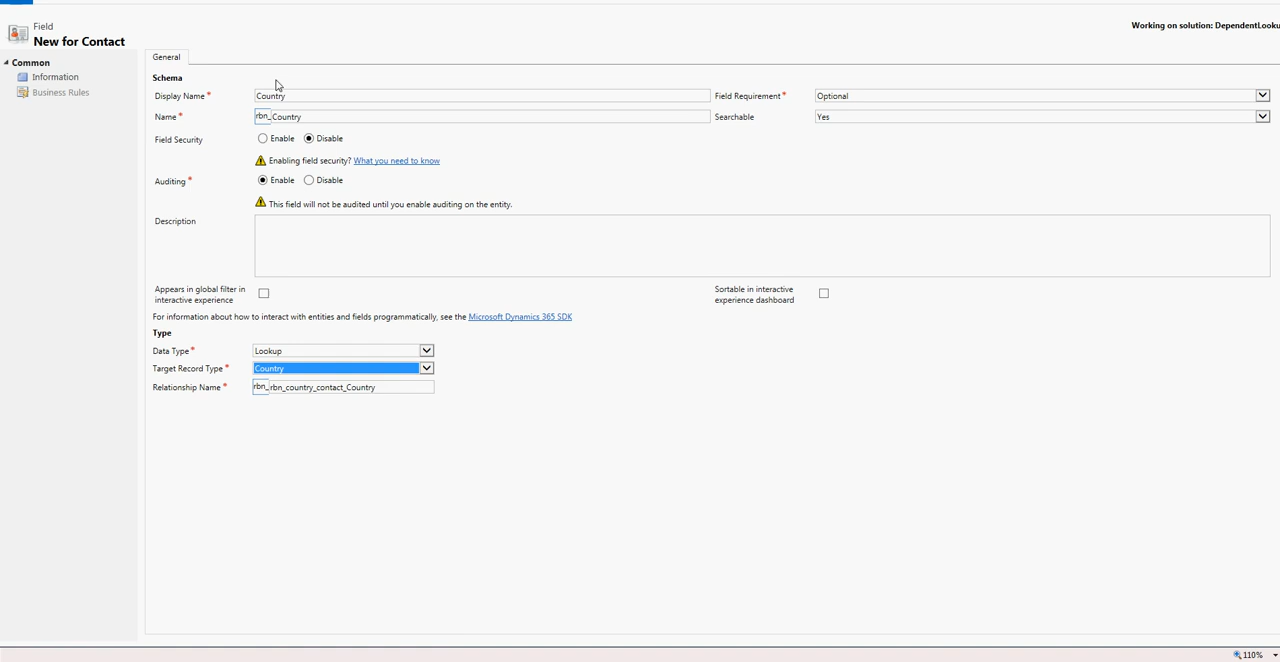 Field
New for Contact
Working on solution: DependentLooku
Common
Information
Business Rules
General
Schema
Display Name *
Country
Field Requirement *
Optional
Name *
rbn_ Country
Searchable
Yes
Field Security
Enable
Disable
Enabling field security? What you need to know
Auditing *
Enable
Disable
This field will not be audited until you enable auditing on the entity.
Description
Appears in global filter in
interactive experience
Sortable in interactive
experience dashboard
For information about how to interact with entities and fields programmatically, see the Microsoft Dynamics 365 SDK
Type
Data Type *
Lookup
Target Record Type *
Country
Relationship Name *
rbn_ rbn_country_contact_Country
110%